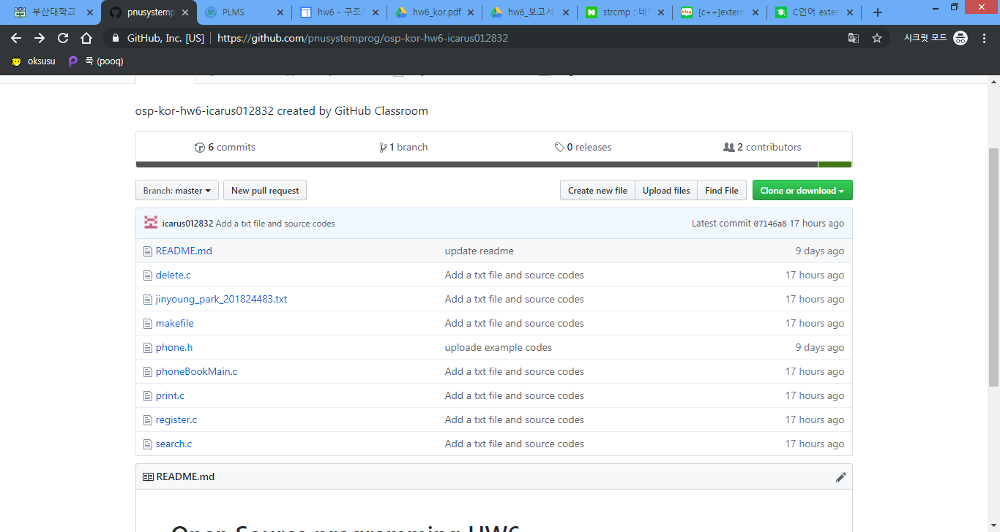 부산대학교 pnusystemp PLMS hw6 - 구조 hw6_kor.pdf hw6_보고서 strcmp : 네 [c++]extern C언어 exter
GitHub, Inc. [US] https://github.com/pnusystemprog/osp-kor-hw6-icarus012832 시크릿 모드
oksusu 푹 (pooq)
osp-kor-hw6-icarus012832 created by GitHub Classroom
6 commits 1 branch 0 releases 2 contributors
Branch: master New pull request Create new file Upload files Find File Clone or download
icarus012832 Add a txt file and source codes Latest commit 07146a8 17 hours ago
README.md update readme 9 days ago
delete.c Add a txt file and source codes 17 hours ago
jinyoung_park_201824483.txt Add a txt file and source codes 17 hours ago
makefile Add a txt file and source codes 17 hours ago
phone.h uploade example codes 9 days ago
phoneBookMain.c Add a txt file and source codes 17 hours ago
print.c Add a txt file and source codes 17 hours ago
register.c Add a txt file and source codes 17 hours ago
search.c Add a txt file and source codes 17 hours ago
README.md
Open Source programming HW6